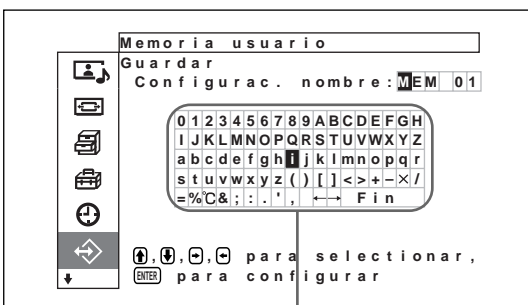 Memoria usuario
Guardar
Configurac. nombre:MEM 01
0123456789ABCDEFGH
IJKLMNOPQRSTUVWXYZ
abcdefghijklmnopqr
stuvwxyz()[]<>+−×/
=%°C&;:.', ←→ Fin
↑,↓,→,← para selectionar,
ENTER para configurar